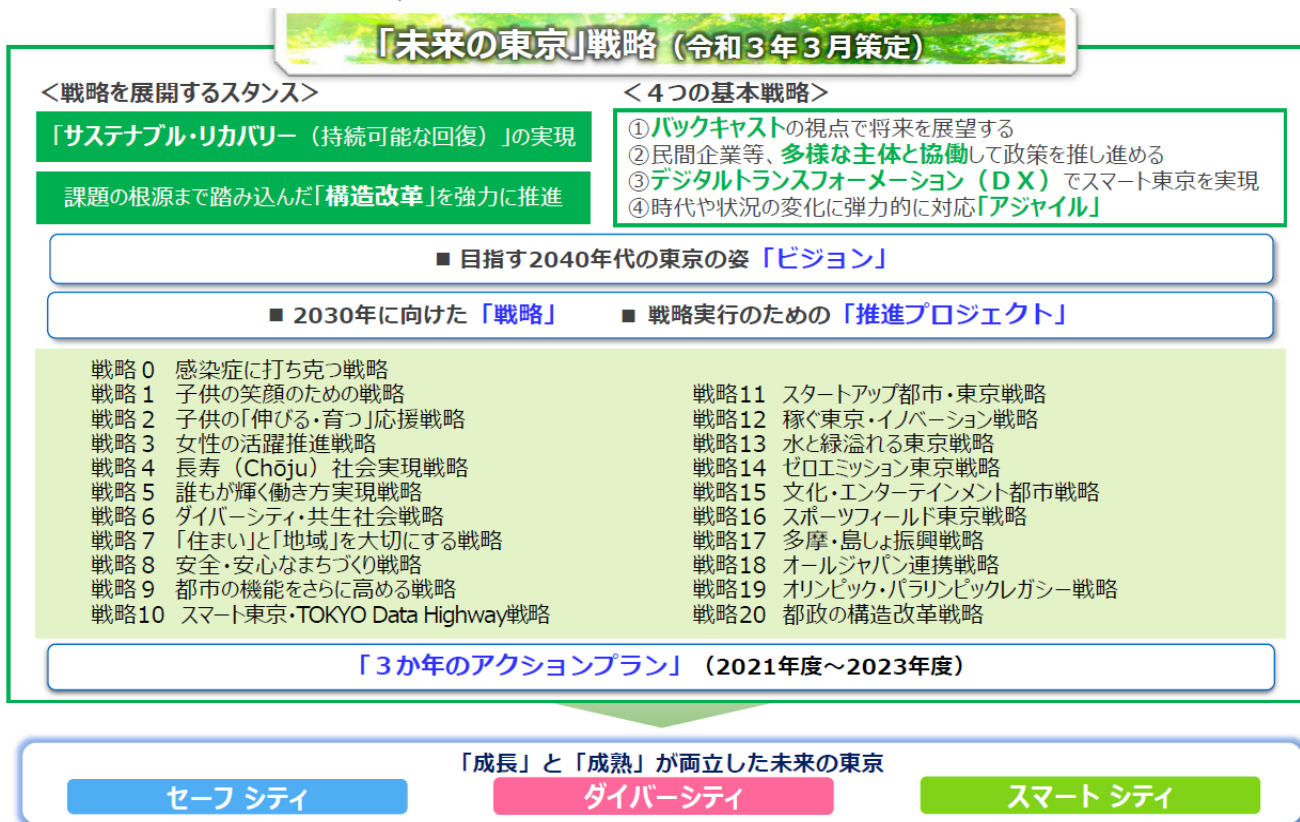 「未来の東京」戦略（令和３年３月策定）
＜戦略を展開するスタンス＞
「サステナブル・リカバリー（持続可能な回復）」の実現
課題の根源まで踏み込んだ「構造改革」を強力に推進
＜４つの基本戦略＞
①バックキャストの視点で将来を展望する
②民間企業等、多様な主体と協働して政策を推し進める
③デジタルトランスフォーメーション（ＤＸ）でスマート東京を実現
④時代や状況の変化に弾力的に対応「アジャイル」
■ 目指す2040年代の東京の姿「ビジョン」
■ 2030年に向けた「戦略」 ■ 戦略実行のための「推進プロジェクト」
戦略０ 感染症に打ち克つ戦略
戦略１ 子供の笑顔のための戦略
戦略２ 子供の「伸びる・育つ」応援戦略
戦略３ 女性の活躍推進戦略
戦略４ 長寿（Chōju）社会実現戦略
戦略５ 誰もが輝く働き方実現戦略
戦略６ ダイバーシティ・共生社会戦略
戦略７ 「住まい」と「地域」を大切にする戦略
戦略８ 安全・安心なまちづくり戦略
戦略９ 都市の機能をさらに高める戦略
戦略10 スマート東京・TOKYO Data Highway戦略
戦略11 スタートアップ都市・東京戦略
戦略12 稼ぐ東京・イノベーション戦略
戦略13 水と緑溢れる東京戦略
戦略14 ゼロエミッション東京戦略
戦略15 文化・エンターテインメント都市戦略
戦略16 スポーツフィールド東京戦略
戦略17 多摩・島しょ振興戦略
戦略18 オールジャパン連携戦略
戦略19 オリンピック・パラリンピックレガシー戦略
戦略20 都政の構造改革戦略
「３か年のアクションプラン」（2021年度～2023年度）
「成長」と「成熟」が両立した未来の東京
セーフ シティ
ダイバーシティ
スマート シティ